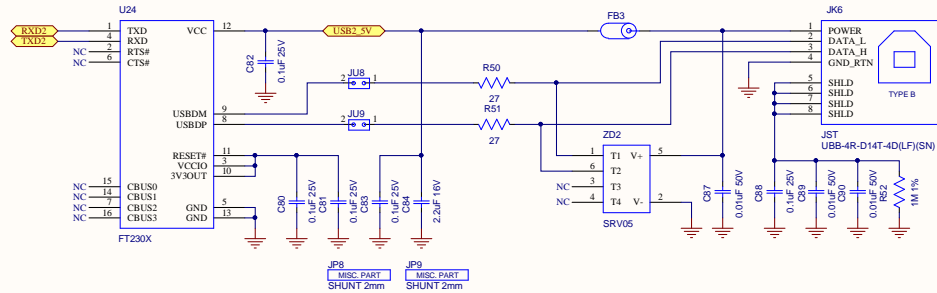 U24
RXD2
TXD2
1
4
NC
2
NC
6
TXD
RXD
RTS#
CTS#
VCC
12
USB2_5V
C82
0.1uF 25V
USBDM
9
USBDP
8
JU8
2
1
JU9
2
1
R50
27
R51
27
FB3
JK6
1
2
3
4
POWER
DATA_L
DATA_H
GND_RTN
5
6
7
8
SHLD
SHLD
SHLD
SHLD
TYPE B
JST
UBB-4R-D14T-4D(LF)(SN)
RESET#
11
VCCIO
3
3V3OUT
10
NC
15
CBUS0
NC
14
CBUS1
NC
7
CBUS2
NC
16
CBUS3
GND
5
GND
13
FT230X
C80
0.1uF 25V
C81
0.1uF 25V
C83
0.1uF 25V
C84
2.2uF 16V
ZD2
1
T1
6
T2
NC
3
T3
NC
4
T4
V+
5
V-
2
SRV05
C87
0.01uF 50V
C88
0.1uF 25V
C89
0.01uF 50V
C90
0.01uF 50V
R52
1M 1%
JP8
MISC. PART
SHUNT 2mm
JP9
MISC. PART
SHUNT 2mm